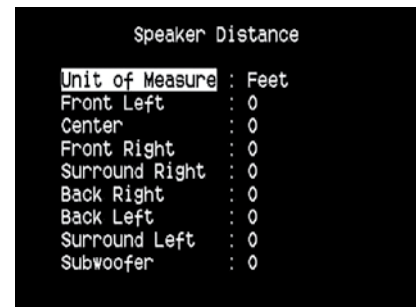 Speaker Distance
Unit of Measure : Feet
Front Left : 0
Center : 0
Front Right : 0
Surround Right : 0
Back Right : 0
Back Left : 0
Surround Left : 0
Subwoofer : 0